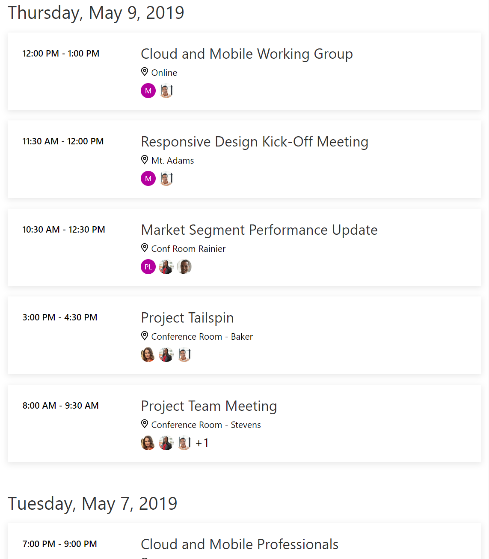 Thursday, May 9, 2019
12:00 PM - 1:00 PM
Cloud and Mobile Working Group
Online
M
11:30 AM - 12:00 PM
Responsive Design Kick-Off Meeting
Mt. Adams
M
10:30 AM - 12:30 PM
Market Segment Performance Update
Conf Room Rainier
PL
3:00 PM - 4:30 PM
Project Tailspin
Conference Room - Baker
8:00 AM - 9:30 AM
Project Team Meeting
Conference Room - Stevens
+1
Tuesday, May 7, 2019
7:00 PM - 9:00 PM
Cloud and Mobile Professionals